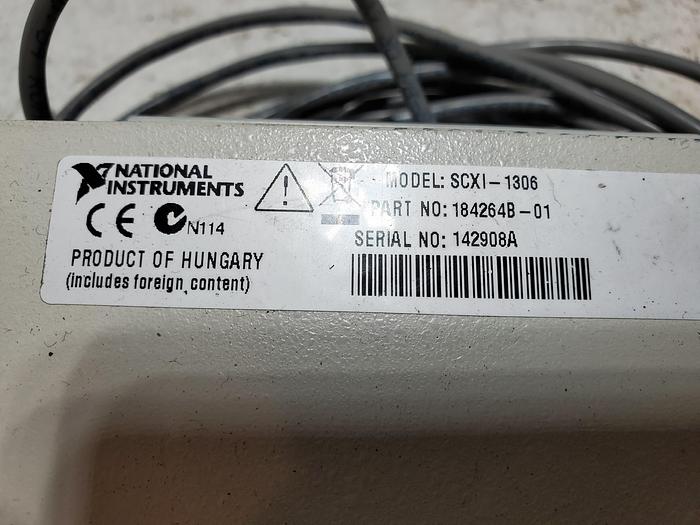 NATIONAL
INSTRUMENTS
CE N114
PRODUCT OF HUNGARY
(includes foreign content)
MODEL: SCXI-1306
PART NO: 184264B-01
SERIAL NO: 142908A